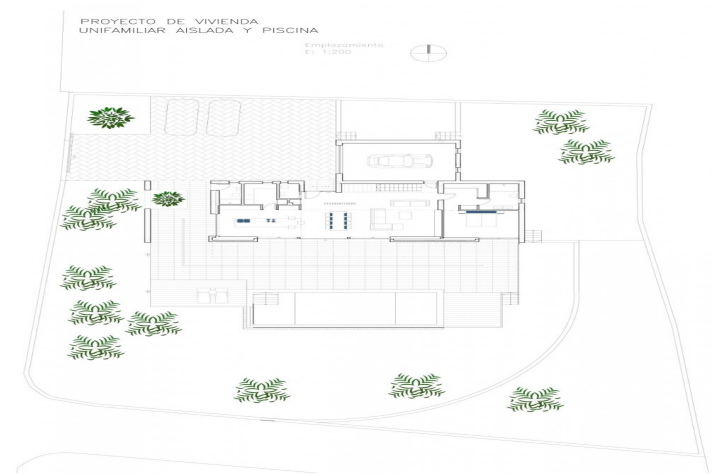 PROYECTO DE VIVIENDA
UNIFAMILIAR AISLADA Y PISCINA
Emplazamiento
E: 1:200